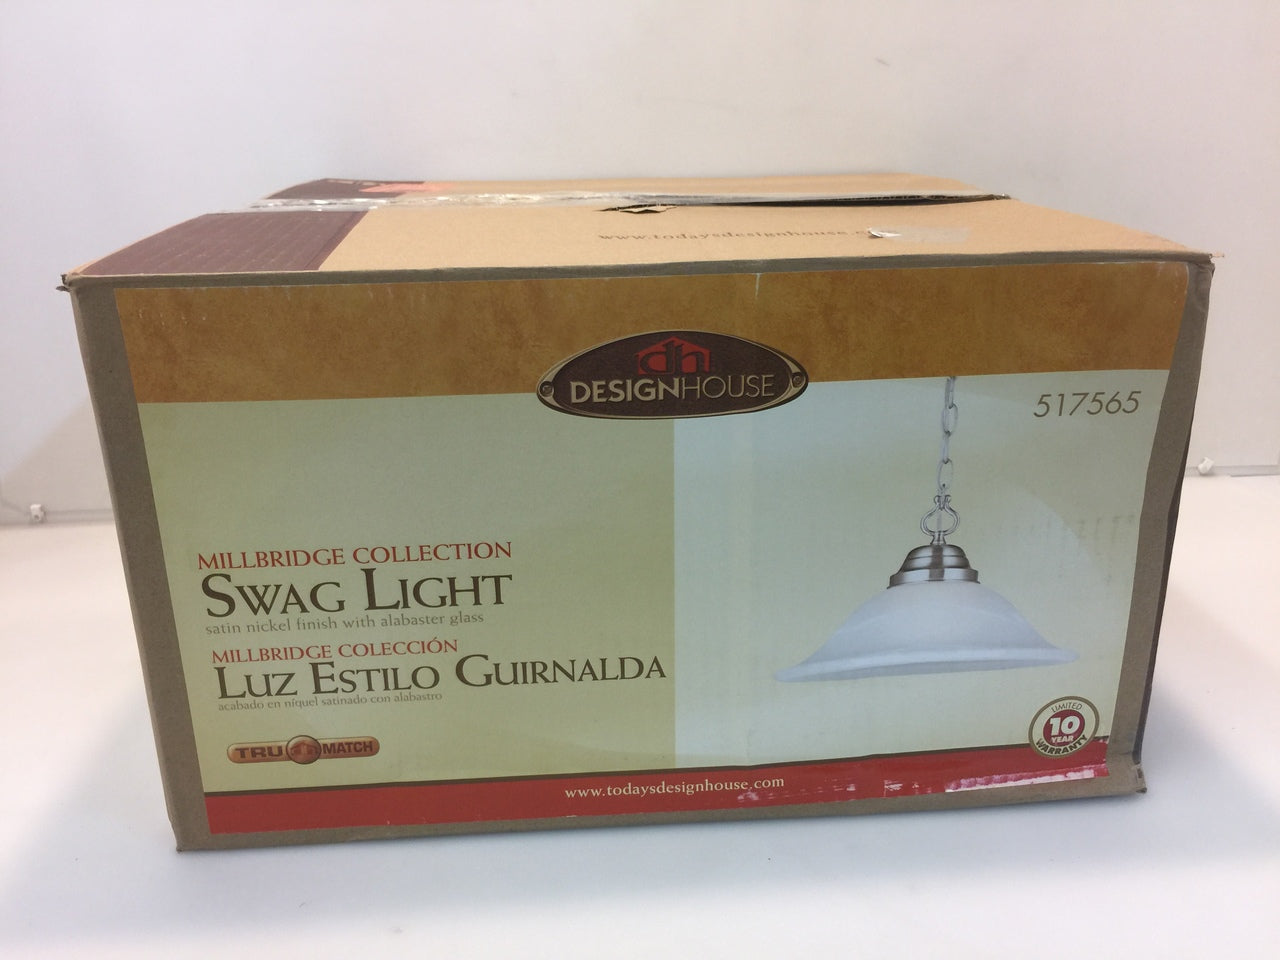 www.todaysdesignhouse.
dh
DESIGNHOUSE
517565
MILLBRIDGE COLLECTION
SWAG LIGHT
satin nickel finish with alabaster glass
MILLBRIDGE COLECCIÓN
LUZ ESTILO GUIRNALDA
acabado en níquel satinado con alabastro
TRU MATCH
LIMITED
10
YEAR
WARRANTY
www.todaysdesignhouse.com